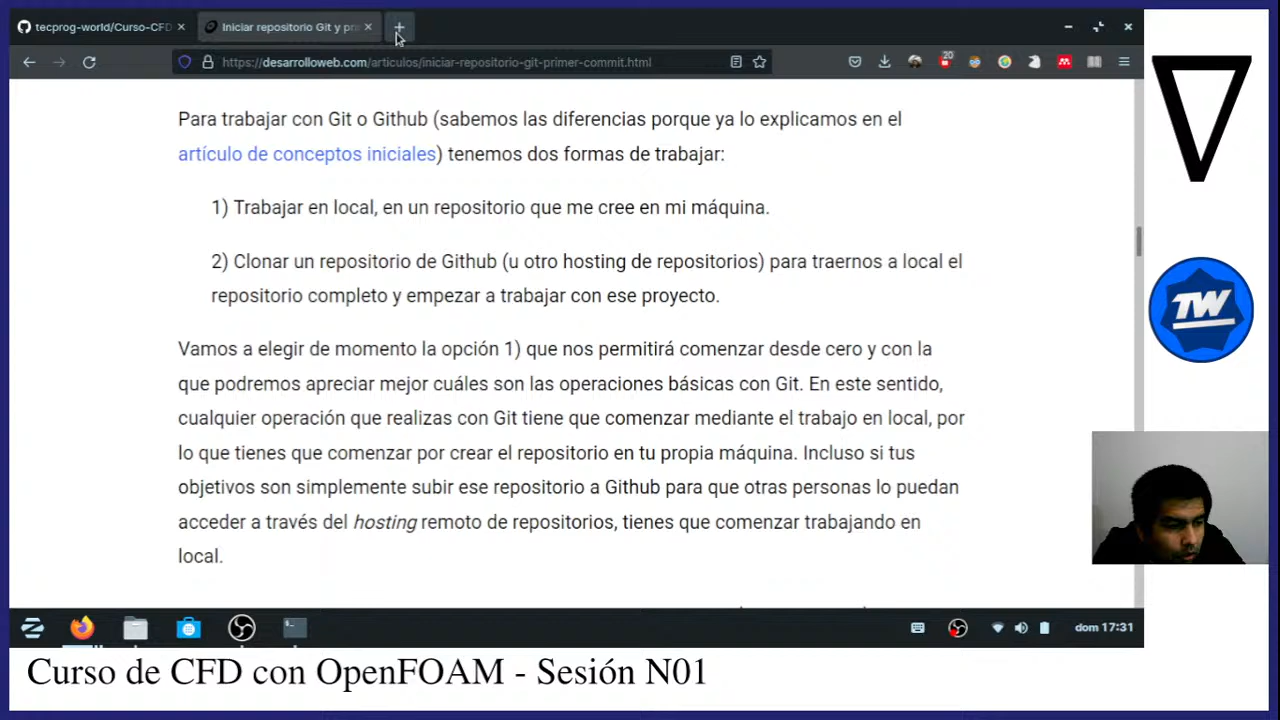 tecprog-world/Curso-CFD
Iniciar repositorio Git y pr
https://desarrolloweb.com/articulos/iniciar-repositorio-git-primer-commit.html
20
Para trabajar con Git o Github (sabemos las diferencias porque ya lo explicamos en el
artículo de conceptos iniciales) tenemos dos formas de trabajar:
1) Trabajar en local, en un repositorio que me cree en mi máquina.
2) Clonar un repositorio de Github (u otro hosting de repositorios) para traernos a local el
repositorio completo y empezar a trabajar con ese proyecto.
Vamos a elegir de momento la opción 1) que nos permitirá comenzar desde cero y con la
que podremos apreciar mejor cuáles son las operaciones básicas con Git. En este sentido,
cualquier operación que realizas con Git tiene que comenzar mediante el trabajo en local, por
lo que tienes que comenzar por crear el repositorio en tu propia máquina. Incluso si tus
objetivos son simplemente subir ese repositorio a Github para que otras personas lo puedan
acceder a través del hosting remoto de repositorios, tienes que comenzar trabajando en
local.
TW
dom 17:31
Curso de CFD con OpenFOAM - Sesión N01